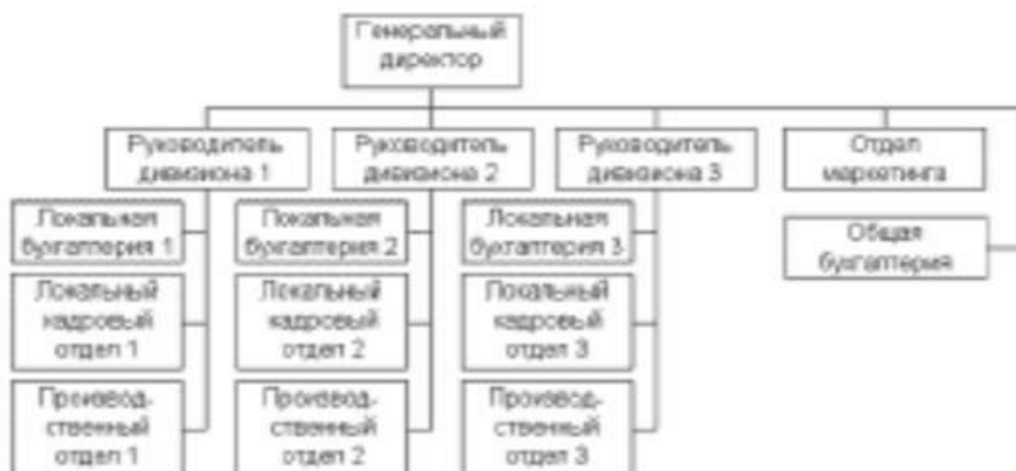 Генеральный
директор
Руководитель
дивизиона 1
Руководитель
дивизиона 2
Руководитель
дивизиона 3
Отдел
маркетинга
Локальная
бухгалтерия 1
Локальная
бухгалтерия 2
Локальная
бухгалтерия 3
Общая
бухгалтерия
Локальный
кадровый
отдел 1
Локальный
кадровый
отдел 2
Локальный
кадровый
отдел 3
Производ-
ственный
отдел 1
Производ-
ственный
отдел 2
Производ-
ственный
отдел 3